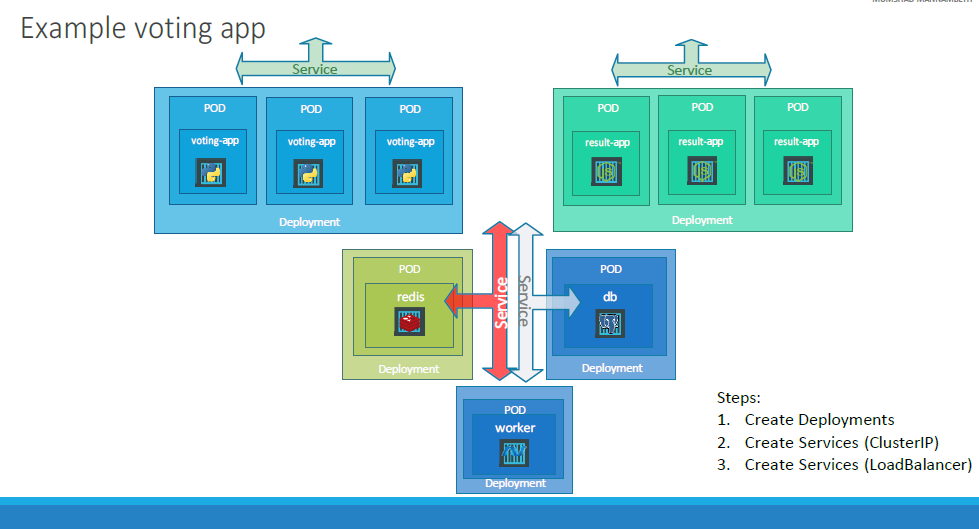 Example voting app
Service
Service
POD
POD
POD
voting-app
voting-app
voting-app
Deployment
POD
POD
POD
result-app
result-app
result-app
Deployment
POD
redis
Deployment
Service
Service
POD
db
Deployment
POD
worker
Deployment
Steps:
1. Create Deployments
2. Create Services (ClusterIP)
3. Create Services (LoadBalancer)